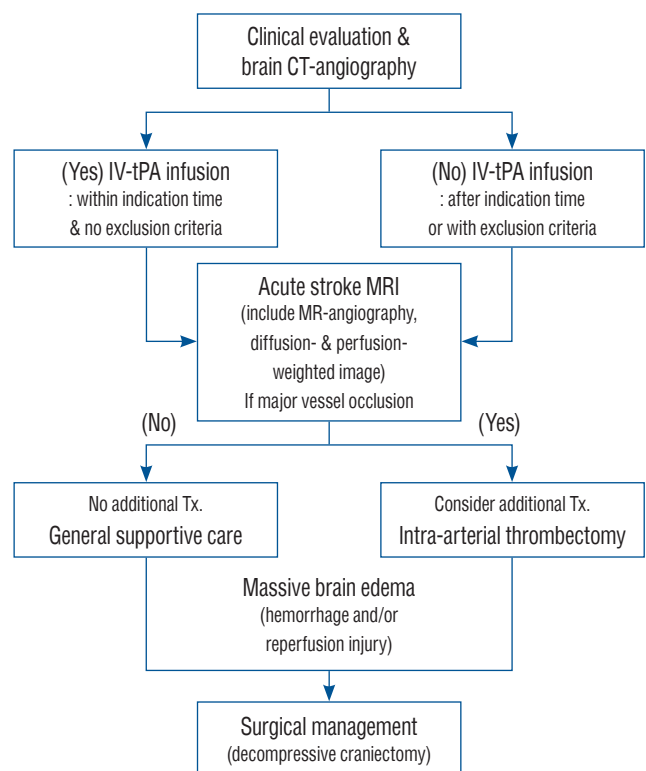 Clinical evaluation &
brain CT-angiography
(Yes) IV-tPA infusion
: within indication time
& no exclusion criteria
(No) IV-tPA infusion
: after indication time
or with exclusion criteria
Acute stroke MRI
(include MR-angiography,
diffusion- & perfusion-
weighted image)
If major vessel occlusion
(No)
(Yes)
No additional Tx.
General supportive care
Consider additional Tx.
Intra-arterial thrombectomy
Massive brain edema
(hemorrhage and/or
reperfusion injury)
Surgical management
(decompressive craniectomy)